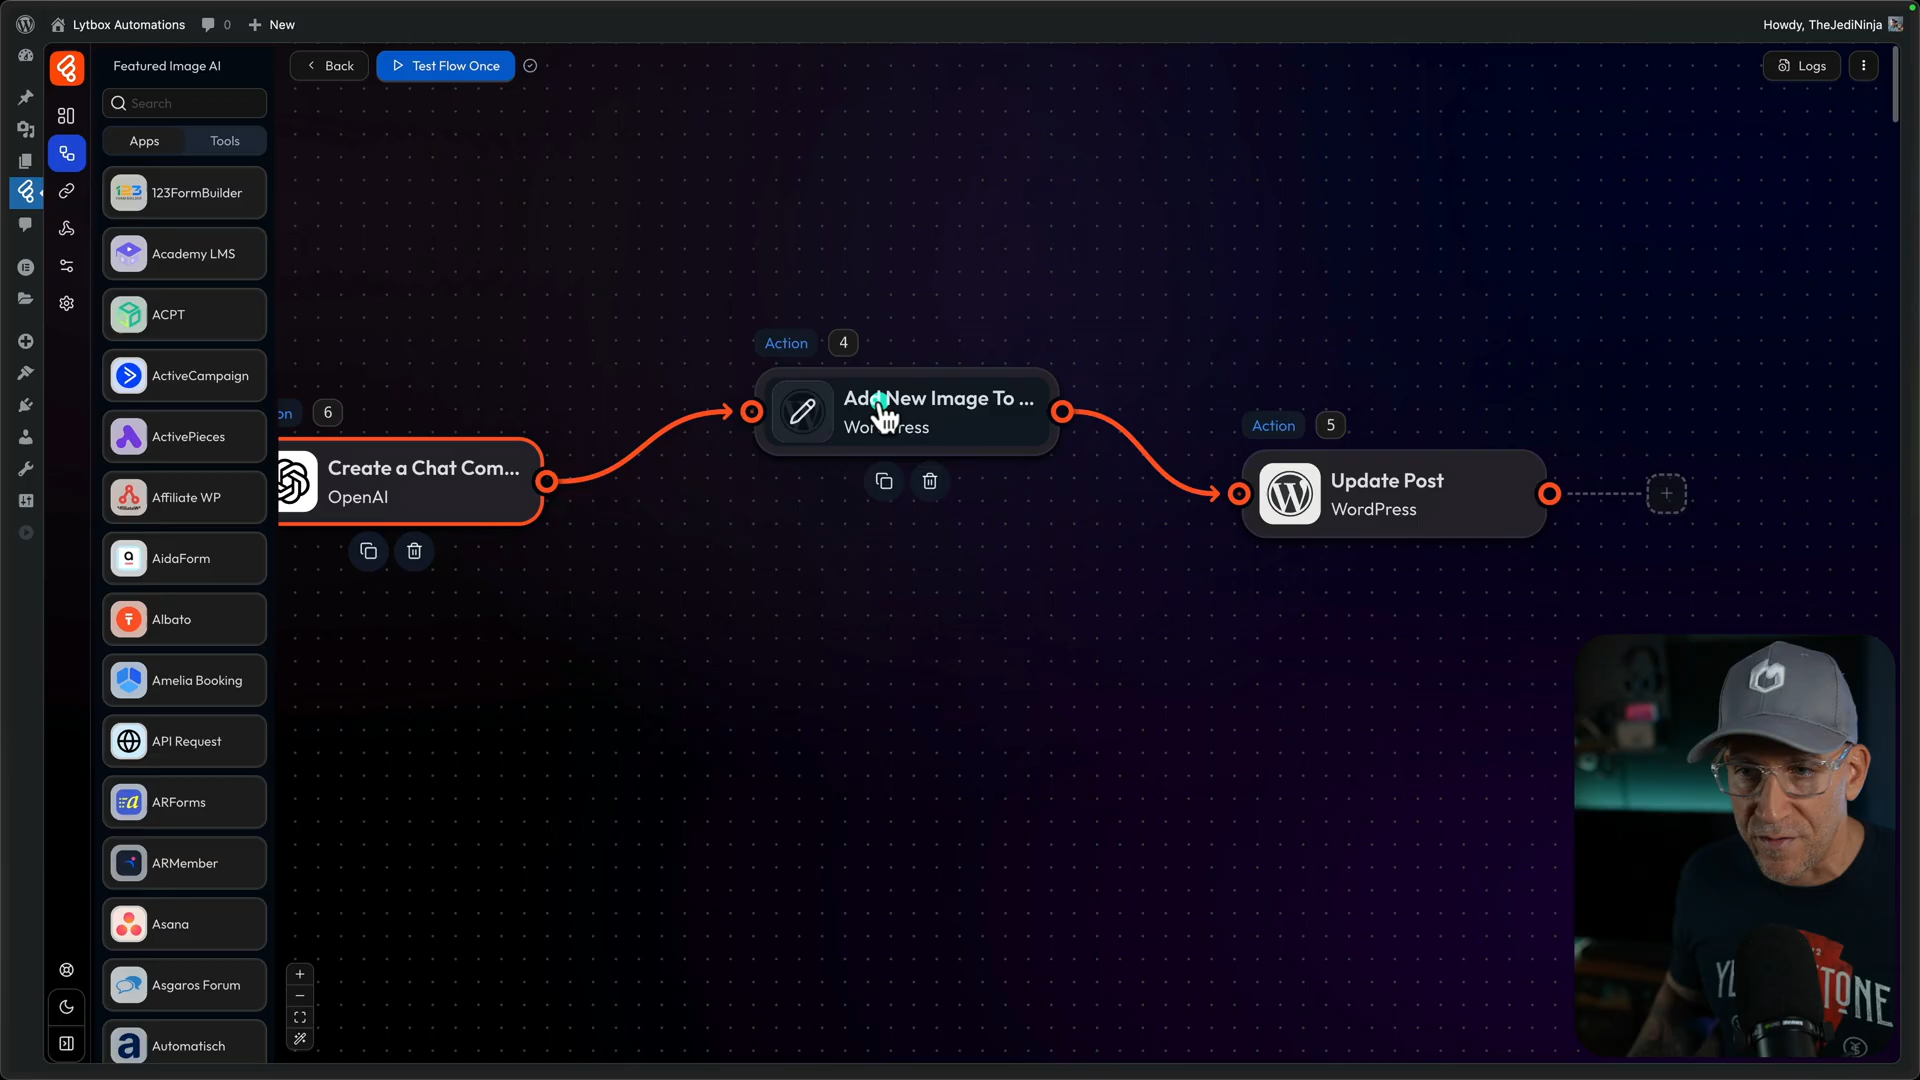 Lytbox Automations
0
New
Howdy, TheJediNinja
Featured Image AI
Back
Test Flow Once
Logs
Search
Apps
Tools
123FormBuilder
Academy LMS
ACPT
ActiveCampaign
ActivePieces
Affiliate WP
AidaForm
Albato
Amelia Booking
API Request
ARForms
ARMember
Asana
Asgaros Forum
Automatisch
on
6
Create a Chat Com...
OpenAI
Action
4
Add New Image To ...
Action
5
Update Post
WordPress